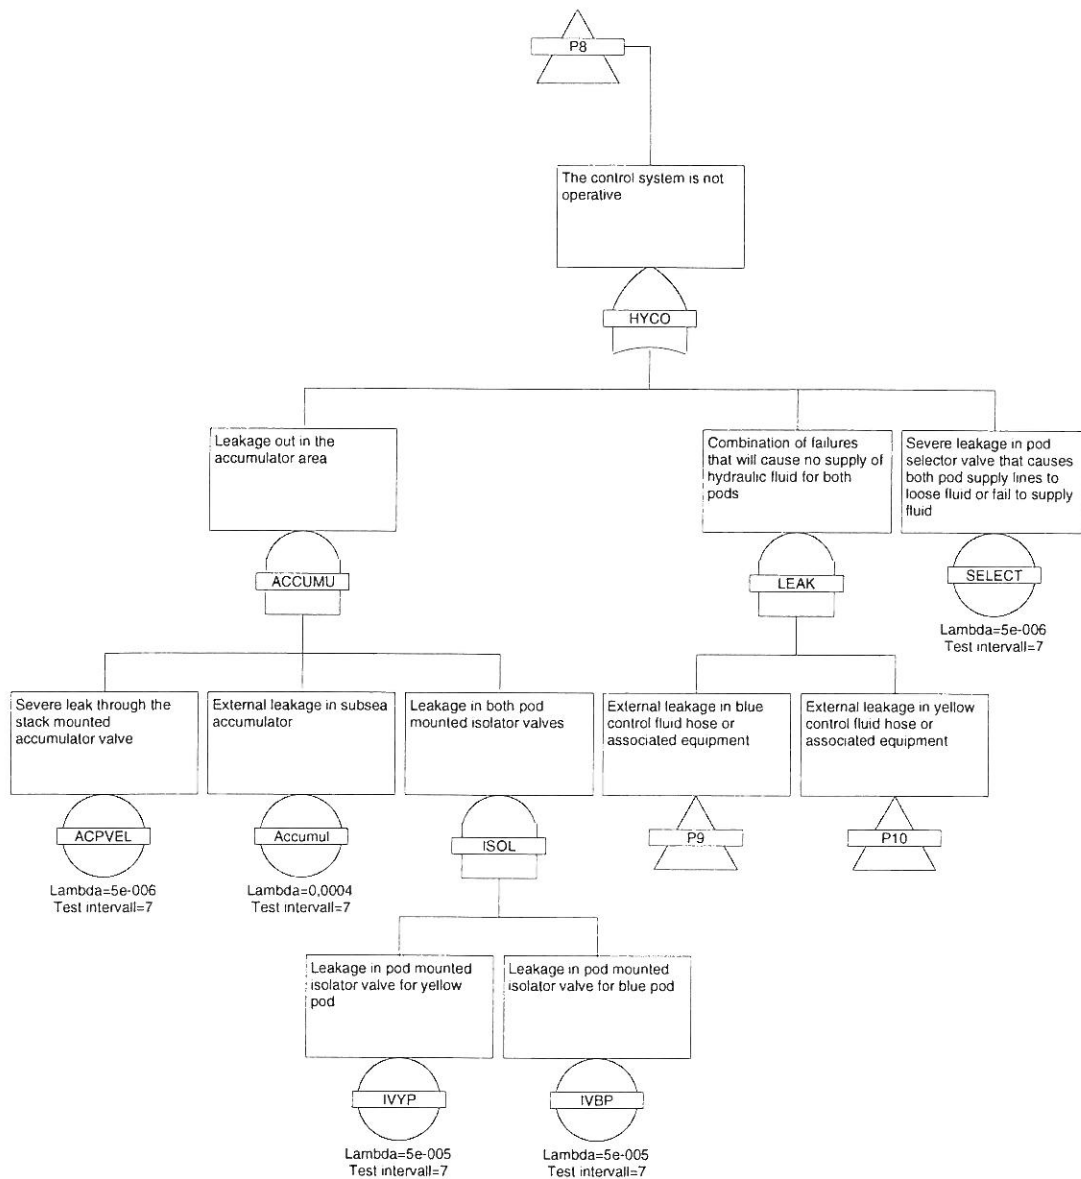 P8
The control system is not
operative
HYCO
Leakage out in the
accumulator area
ACCUMU
Combination of failures
that will cause no supply of
hydraulic fluid for both
pods
LEAK
Severe leakage in pod
selector valve that causes
both pod supply lines to
loose fluid or fail to supply
fluid
SELECT
Lambda=5e-006
Test intervall=7
Severe leak through the
stack mounted
accumulator valve
ACPVEL
Lambda=5e-006
Test intervall=7
External leakage in subsea
accumulator
Accumul
Lambda=0,0004
Test intervall=7
Leakage in both pod
mounted isolator valves
ISOL
External leakage in blue
control fluid hose or
associated equipment
P9
External leakage in yellow
control fluid hose or
associated equipment
P10
Leakage in pod mounted
isolator valve for yellow
pod
IVYP
Lambda=5e-005
Test intervall=7
Leakage in pod mounted
isolator valve for blue pod
IVBP
Lambda=5e-005
Test intervall=7